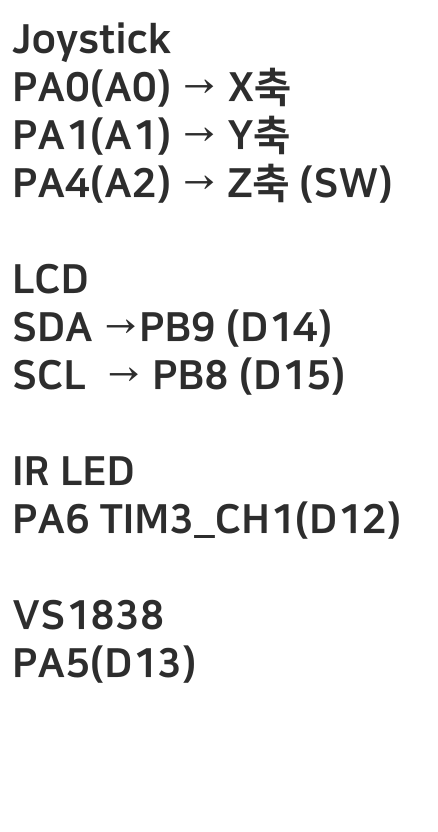 Joystick
PA0(A0) → X축
PA1(A1) → Y축
PA4(A2) → Z축 (SW)
LCD
SDA →PB9 (D14)
SCL → PB8 (D15)
IR LED
PA6 TIM3_CH1(D12)
VS1838
PA5(D13)